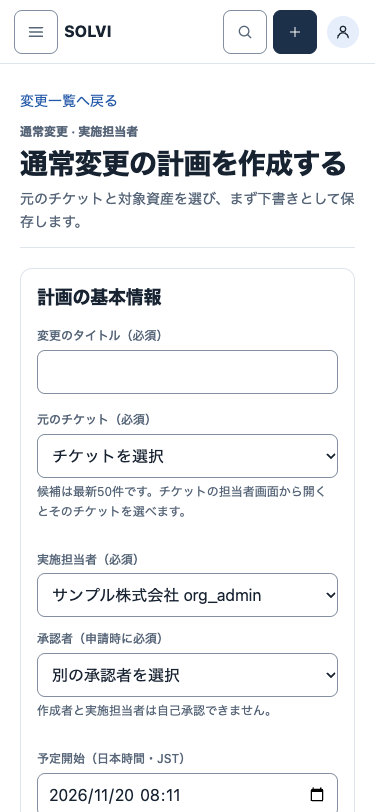 SOLVI
変更一覧へ戻る
通常変更・実施担当者
通常変更の計画を作成する
元のチケットと対象資産を選び、まず下書きとして保
存します。
計画の基本情報
変更のタイトル（必須）
元のチケット（必須）
チケットを選択
候補は最新50件です。チケットの担当者画面から開く
とそのチケットを選べます。
実施担当者（必須）
サンプル株式会社 org_admin
承認者（申請時に必須）
別の承認者を選択
作成者と実施担当者は自己承認できません。
予定開始（日本時間・JST）
2026/11/20 08:11